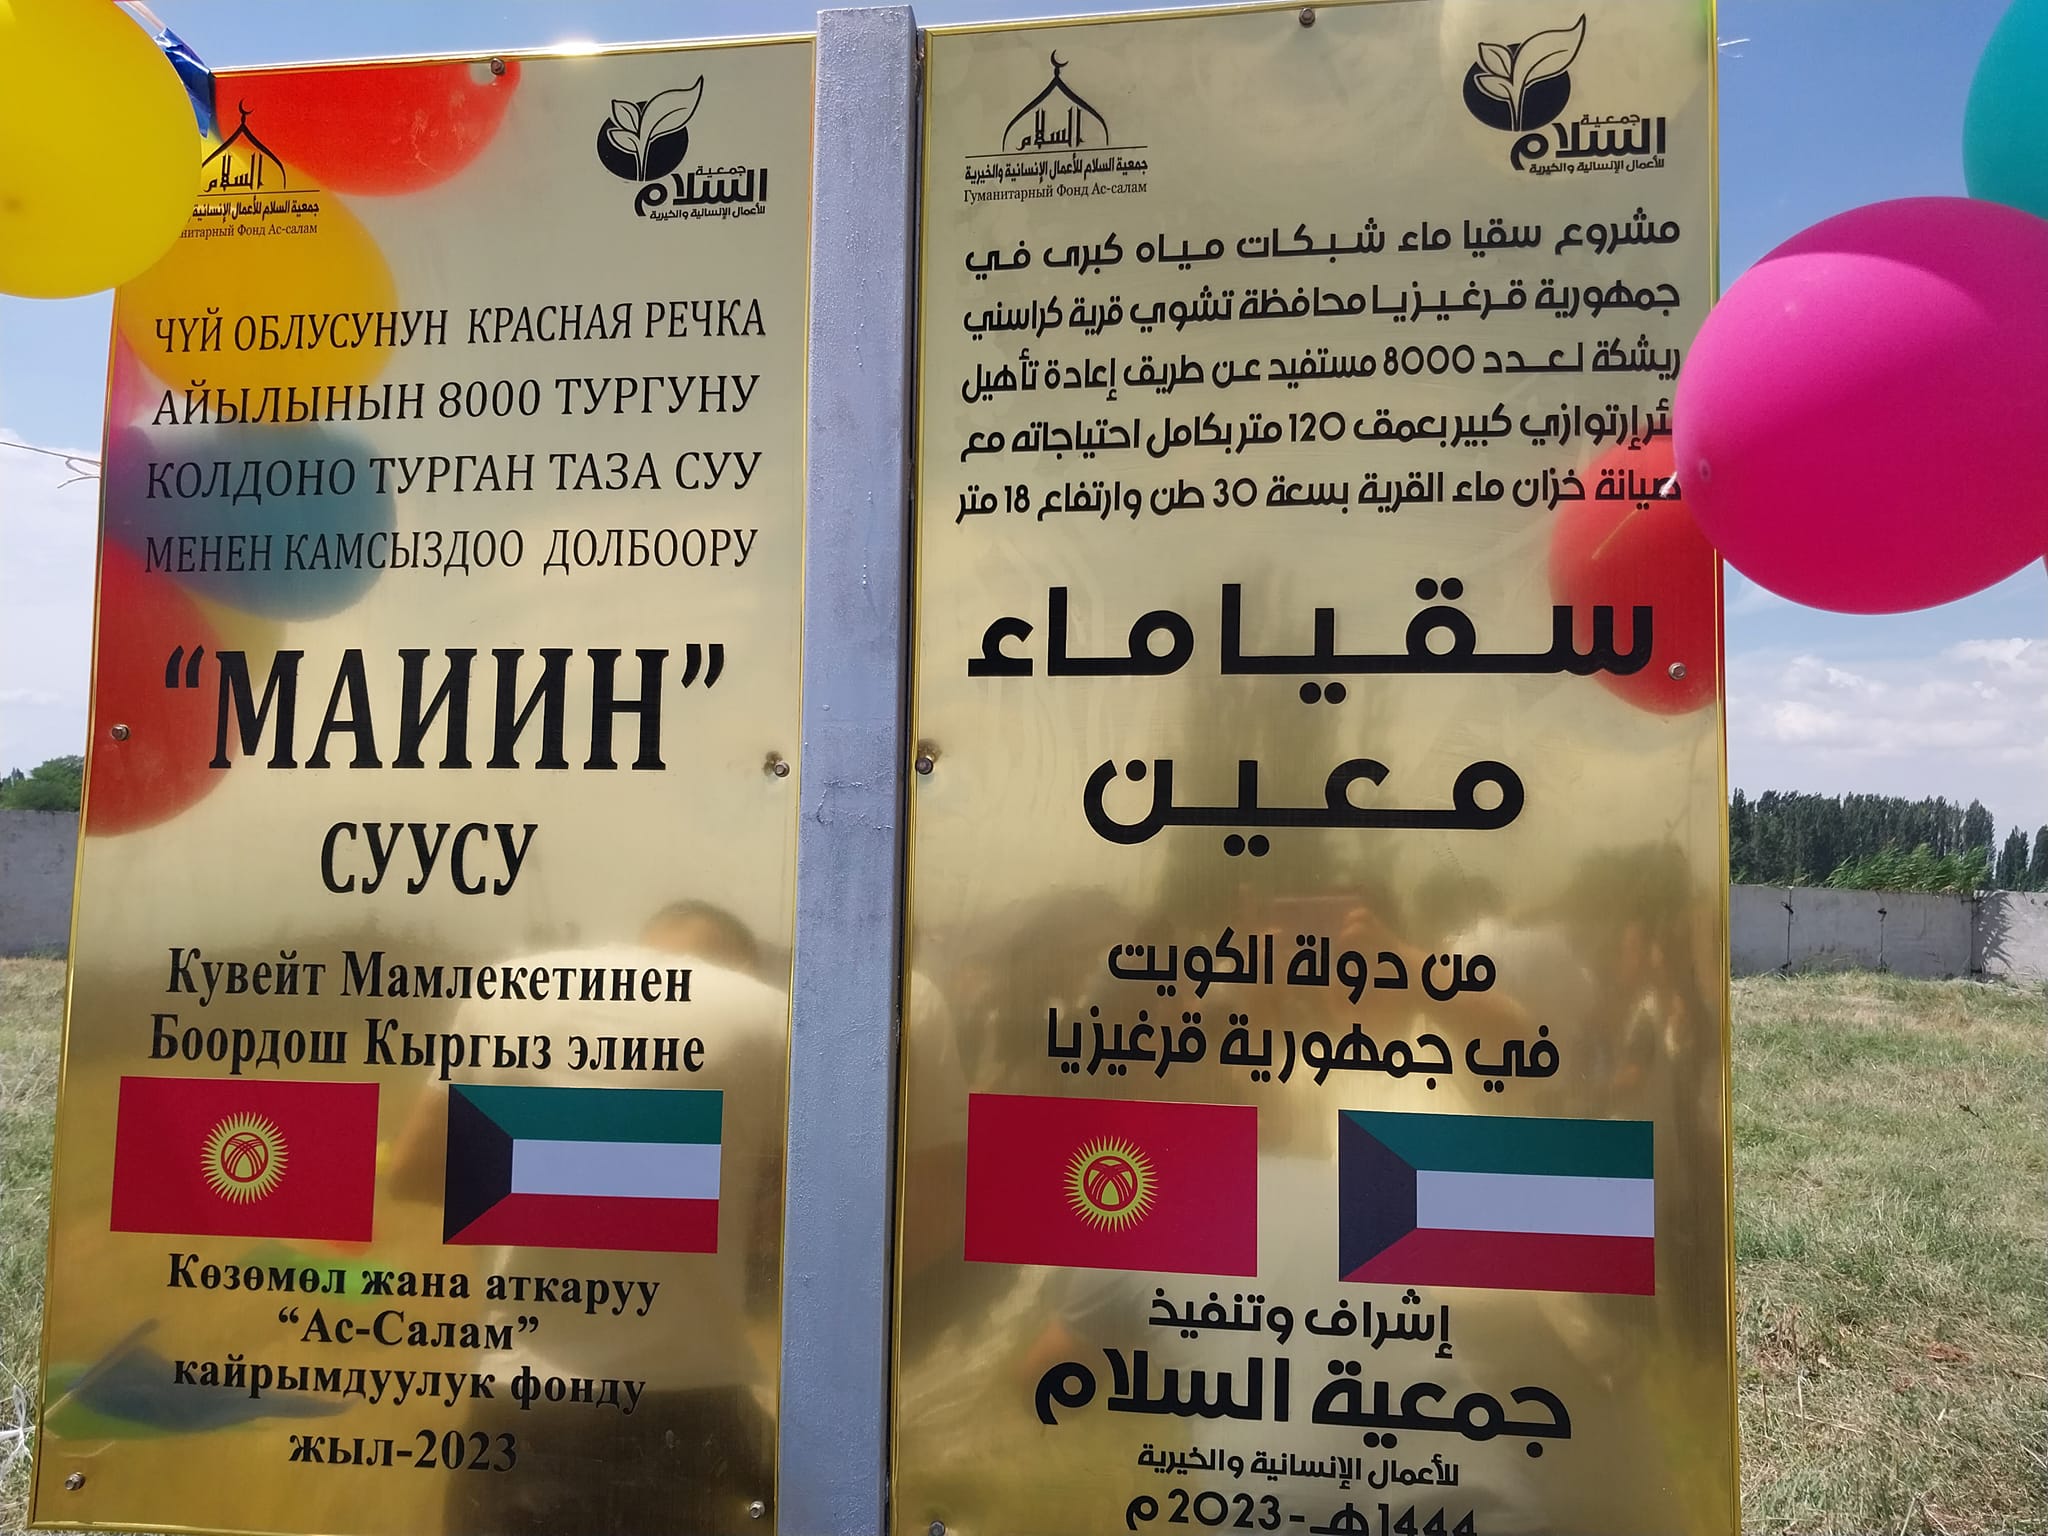 السلام
جمعية السلام للأعمال الإنسانية
Фонд Ас-салам
جمعية
السلام
للأعمال الإنسانية والخيرية
ЧҮЙ ОБЛУСУНУН КРАСНАЯ РЕЧКА
АЙЫЛЫНЫН 8000 ТУРГУНУ
КОЛДОНО ТУРГАН ТАЗА СУУ
МЕНЕН КАМСЫЗДОО ДОЛБООРУ
“МАИИН”
СУУСУ
Кувейт Мамлекетинен
Боордош Кыргыз элине
Көзөмөл жана аткаруу
“Ас-Салам”
кайрымдуулук фонду
жыл-2023
السلام
جمعية السلام للأعمال الإنسانية والخيرية
Гуманитарный Фонд Ас-салам
جمعية
السلام
للأعمال الإنسانية والخيرية
مشروع سقيا ماء شبكات مياه كبرى في
جمهورية قرغيزيا محافظة تشوي قرية كراسني
ريشكة لعدد 8000 مستفيد عن طريق إعادة تأهيل
كبير بعمق 120 متر بكامل احتياجاته مع
صيانة خزان ماء القرية بسعة 30 طن وارتفاع 18 متر
سقيا ماء
معين
من دولة الكويت
في جمهورية قرغيزيا
إشراف وتنفيذ
جمعية السلام
للأعمال الإنسانية والخيرية
1444هـ - 2023 م